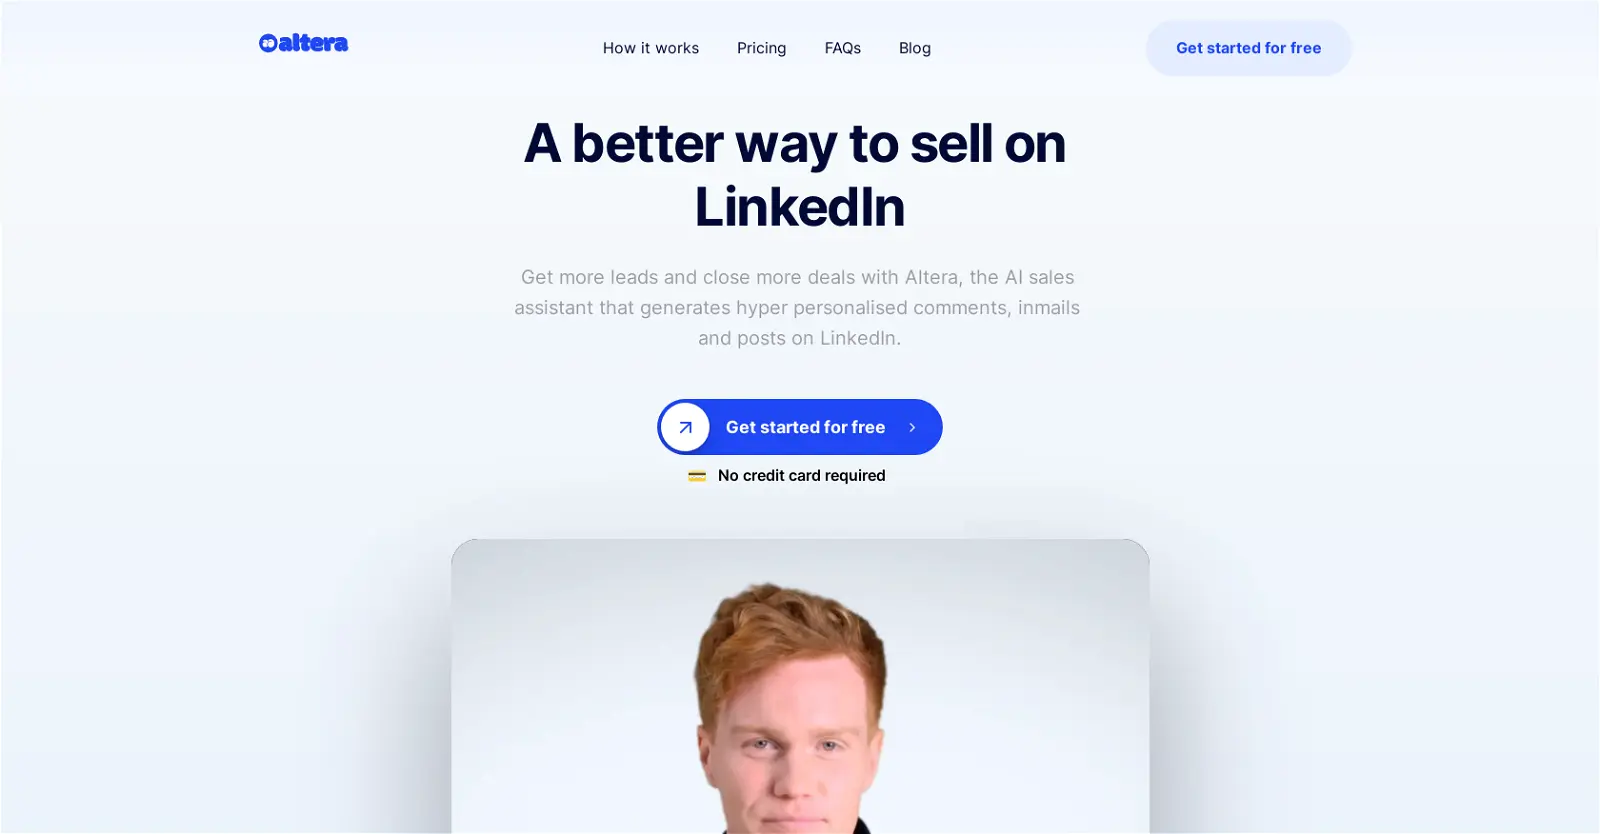 altera
How it works
Pricing
FAQs
Blog
Get started for free
A better way to sell on
LinkedIn
Get more leads and close more deals with Altera, the AI sales
assistant that generates hyper personalised comments, inmails
and posts on LinkedIn.
Get started for free
No credit card required